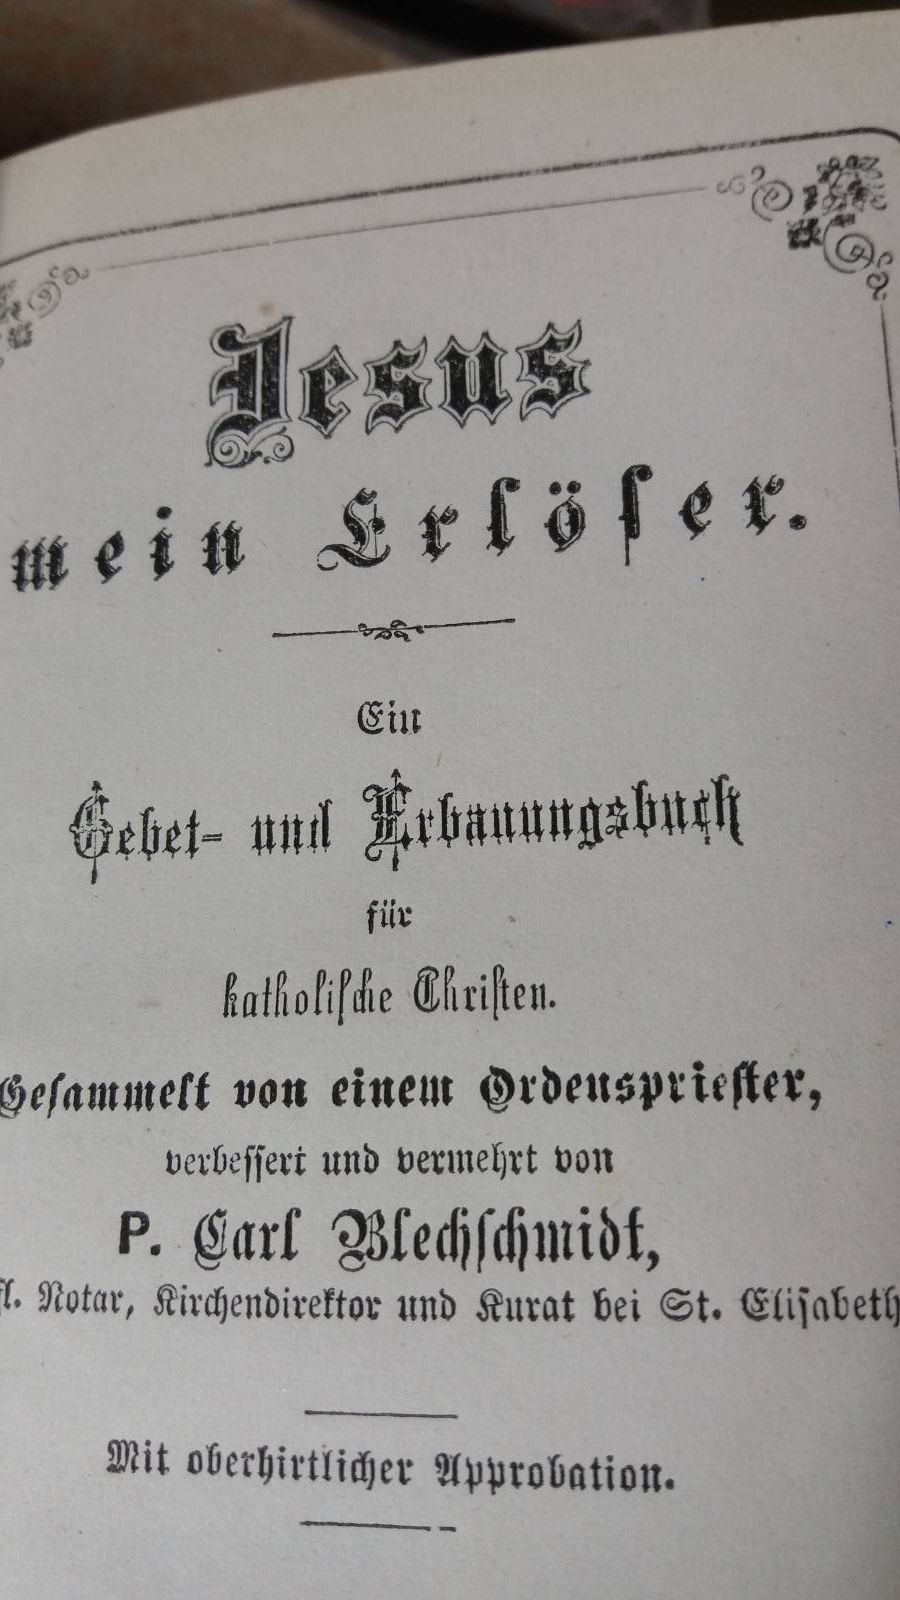 Jesus
mein Erlöser.
Ein
Gebet- und Erbauungsbuch
für
katholische Christen.
Gesammelt von einem Ordenspriester,
verbessert und vermehrt von
P. Carl Blechschmidt,
Notar, Kirchendirektor und Kurat bei St. Elisabeth
Mit oberhirtlicher Approbation.